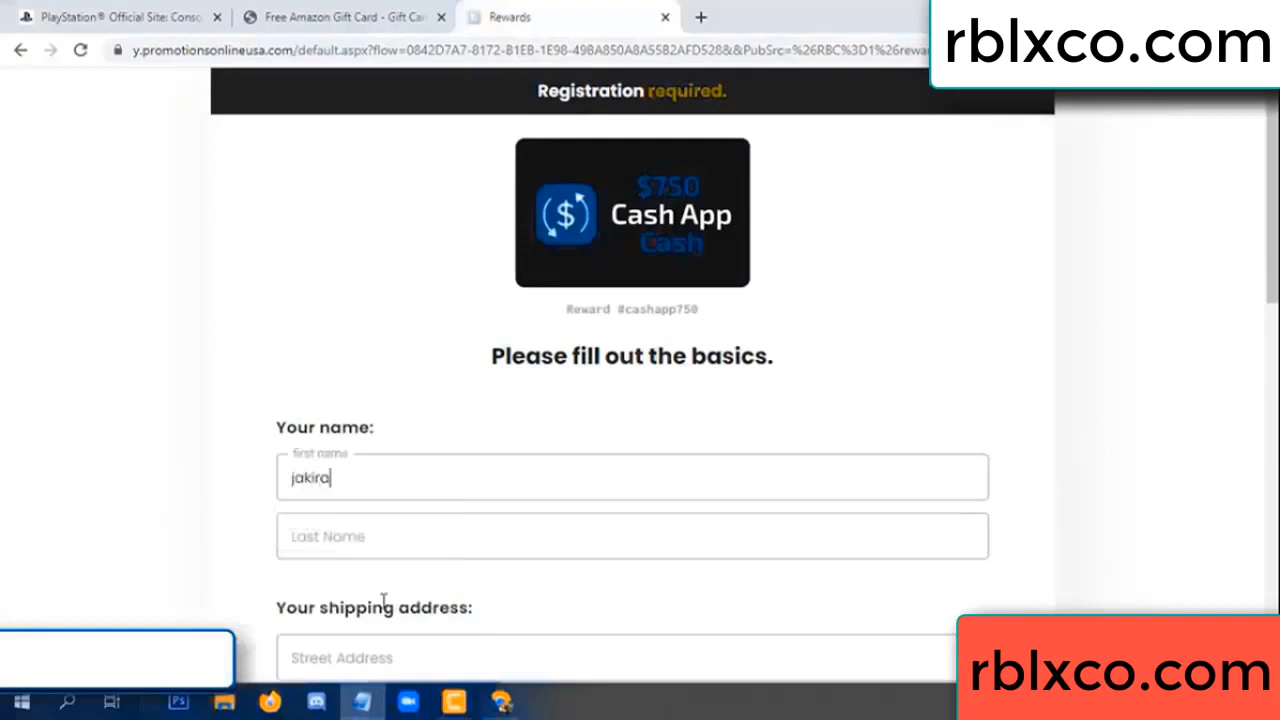 PlayStation® Official Site: Conso
Free Amazon Gift Card - Gift Car
Rewards
rblxco.com
y.promotionsonlineusa.com/default.aspx?flow=0842D7A7-8172-B1EB-1E98-49BA850A8A55B2AFD528&&PubSrc=%26RBC%3D1%26rewar
Registration required.
$750
Cash App
Cash
Reward #cashapp750
Please fill out the basics.
Your name:
first name
jakira
Last Name
Your shipping address:
Street Address
rblxco.com
Ps